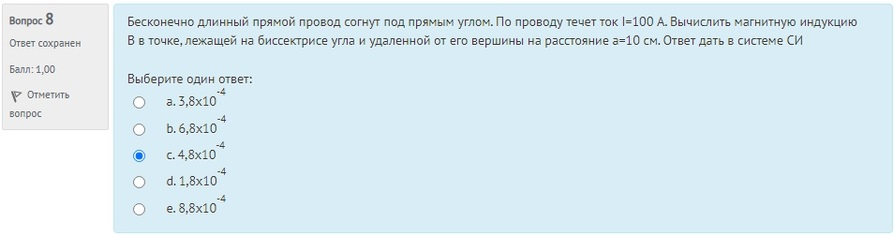 Вопрос 8
Ответ сохранен
Балл: 1,00
Отметить
вопрос
Бесконечно длинный прямой провод согнут под прямым углом. По проводу течет ток I=100 А. Вычислить магнитную индукцию
В в точке, лежащей на биссектрисе угла и удаленной от его вершины на расстояние а=10 см. Ответ дать в системе СИ
Выберите один ответ:
a. 3,8x10⁻⁴
b. 6,8x10⁻⁴
c. 4,8x10⁻⁴
d. 1,8x10⁻⁴
e. 8,8x10⁻⁴